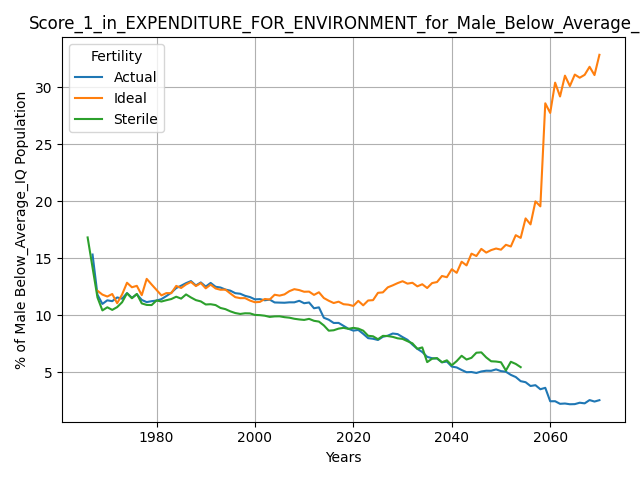 Score_1_in_EXPENDITURE_FOR_ENVIRONMENT_for_Male_Below_Average_
Fertility
Actual
Ideal
Sterile
% of Male Below_Average_IQ Population
30
25
20
15
10
5
1980 2000 2020 2040 2060
Years